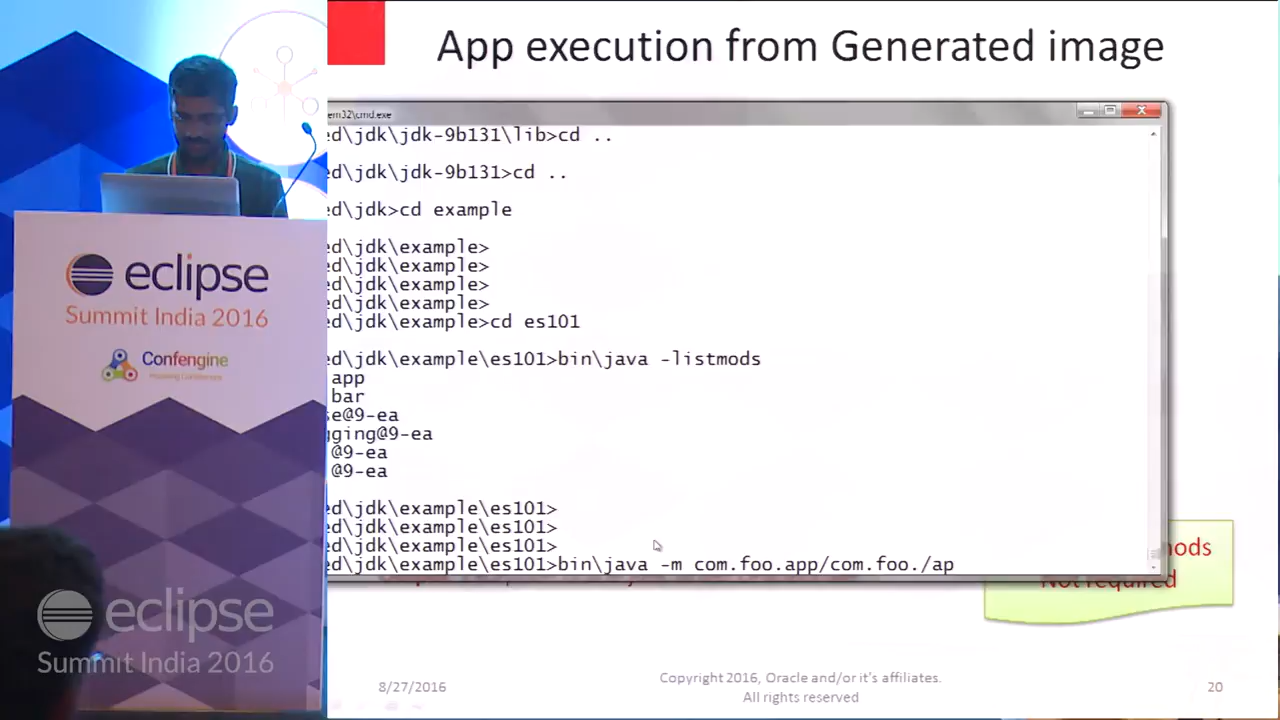 App execution from Generated image
em32\cmd.exe
ed\jdk\jdk-9b131\lib>cd ..
ed\jdk\jdk-9b131>cd ..
ed\jdk>cd example
ed\jdk\example>
ed\jdk\example>
ed\jdk\example>
ed\jdk\example>
ed\jdk\example>cd es101
ed\jdk\example\es101>bin\java -listmods
app
bar
se@9-ea
gging@9-ea
@9-ea
@9-ea
ed\jdk\example\es101>
ed\jdk\example\es101>
ed\jdk\example\es101>
ed\jdk\example\es101>bin\java -m com.foo.app/com.foo./ap
ods
Not required
8/27/2016
Copyright 2016, Oracle and/or it's affiliates.
All rights reserved
20
eclipse
Summit India 2016
Confengine
eclipse
Summit India 2016